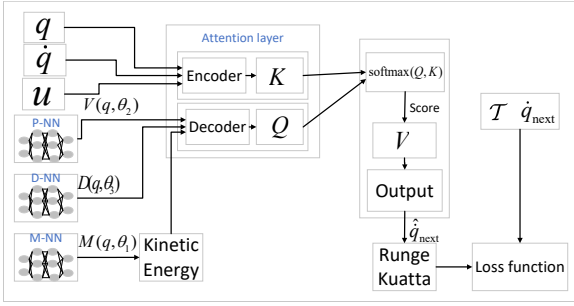 q
q̇
u
Attention layer
Encoder
K
softmax(Q, K)
V(q,θ₂)
P-NN
Decoder
Q
Score
V
𝒯 q̇next
D-NN
D(q,θ₃)
Output
M-NN
M(q,θ₁)
Kinetic
Energy
q̇̂next
Runge
Kuatta
Loss function